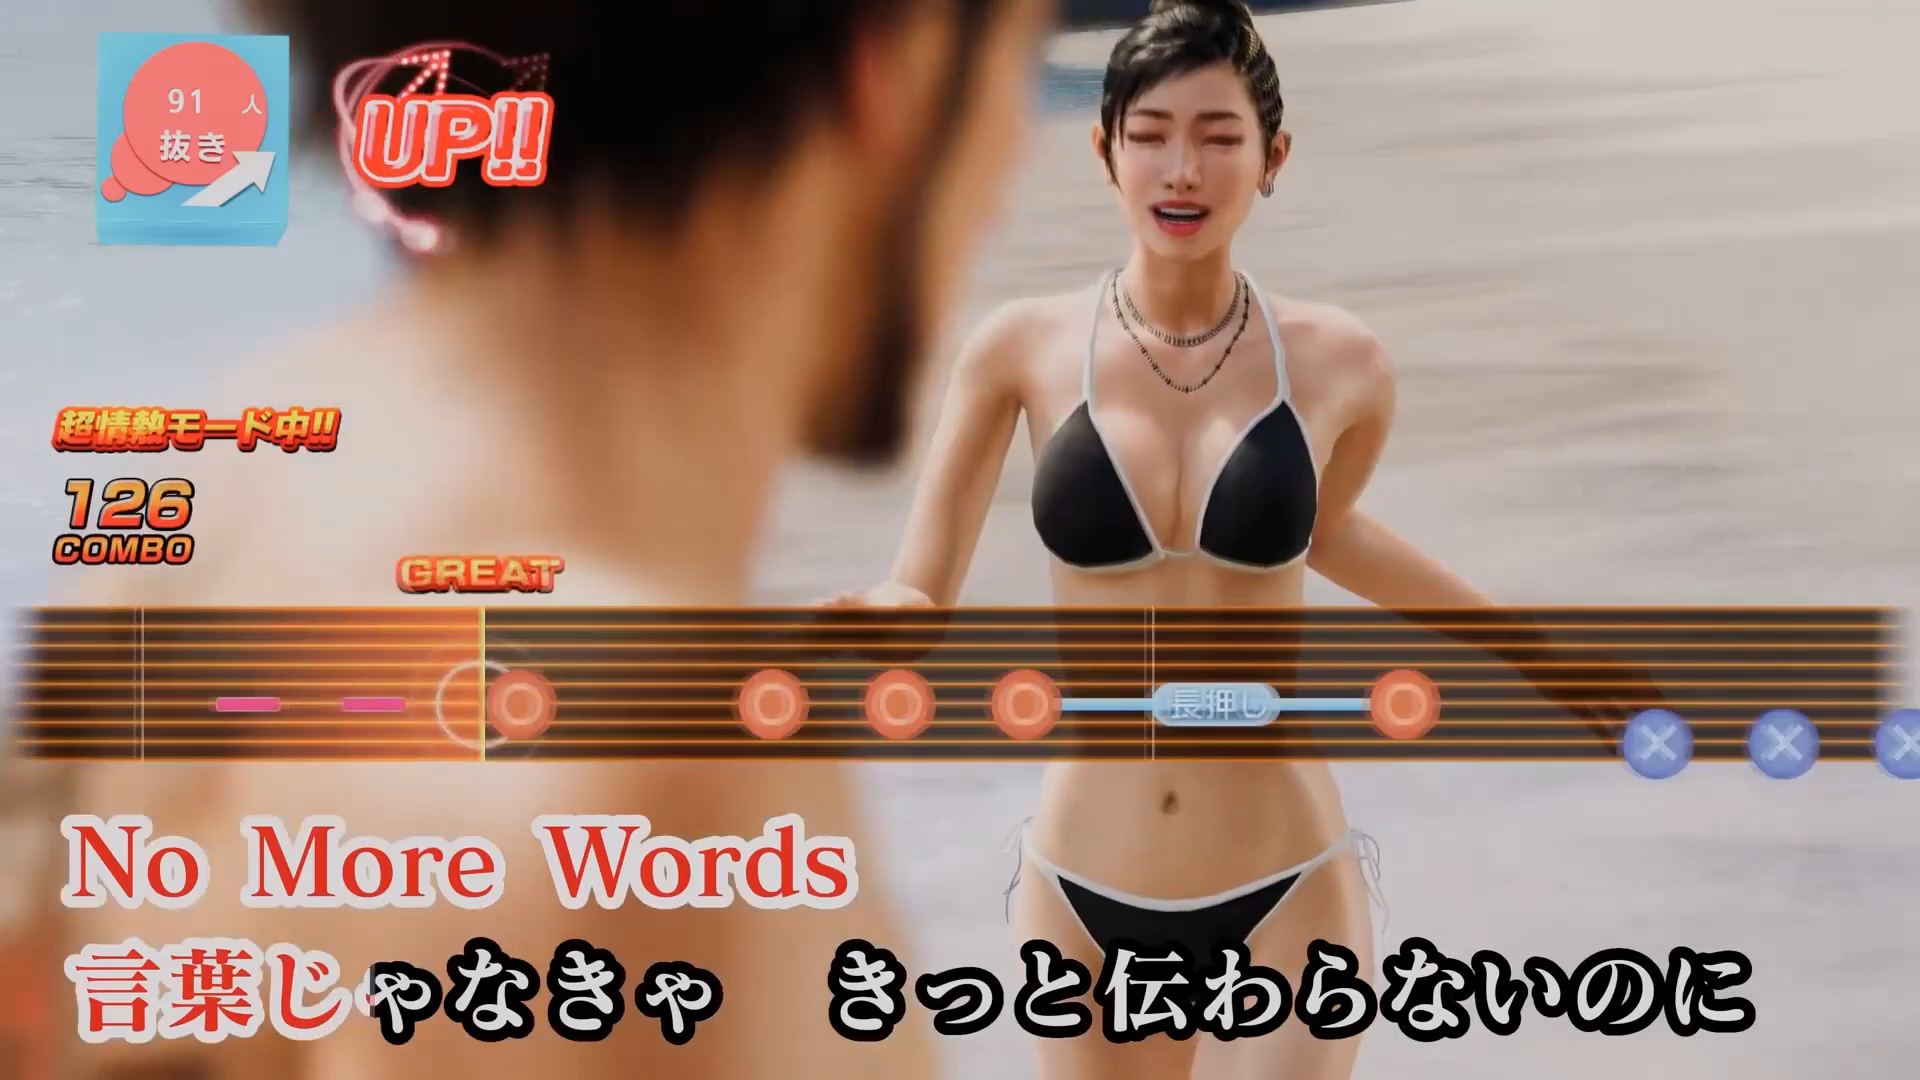 91 人
抜き
UP!!
超情熱モード中!!
126
COMBO
GREAT
長押し
No More Words
言葉じゃなきゃ きっと伝わらないのに